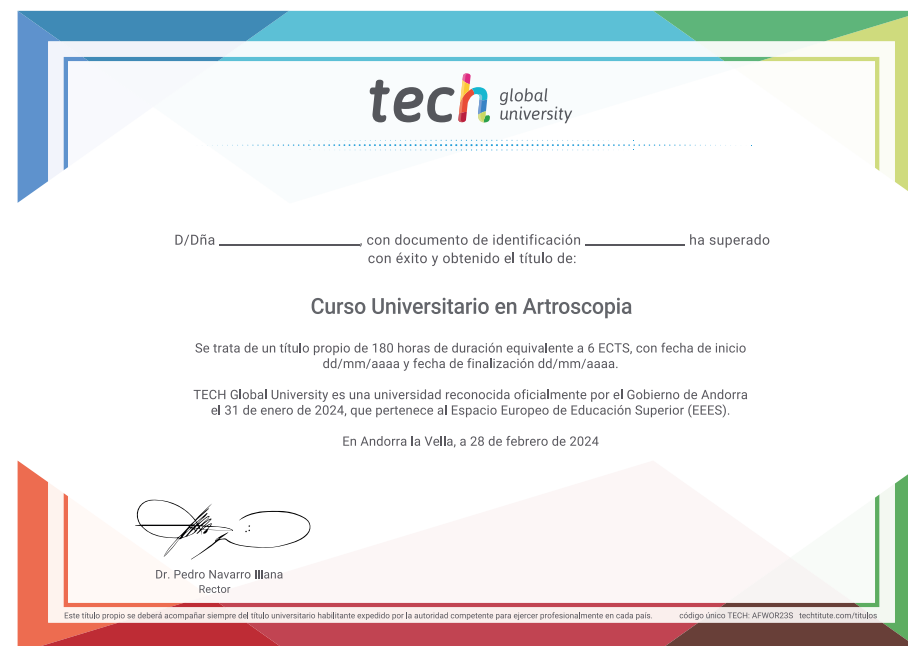 tech global university
D/Dña ____________________, con documento de identificación ______________ ha superado
con éxito y obtenido el título de:
Curso Universitario en Artroscopia
Se trata de un título propio de 180 horas de duración equivalente a 6 ECTS, con fecha de inicio
dd/mm/aaaa y fecha de finalización dd/mm/aaaa.
TECH Global University es una universidad reconocida oficialmente por el Gobierno de Andorra
el 31 de enero de 2024, que pertenece al Espacio Europeo de Educación Superior (EEES).
En Andorra la Vella, a 28 de febrero de 2024
Dr. Pedro Navarro Illana
Rector
Este título propio se deberá acompañar siempre del título universitario habilitante expedido por la autoridad competente para ejercer profesionalmente en cada país. código único TECH: AFWOR23S techtitute.com/titulos